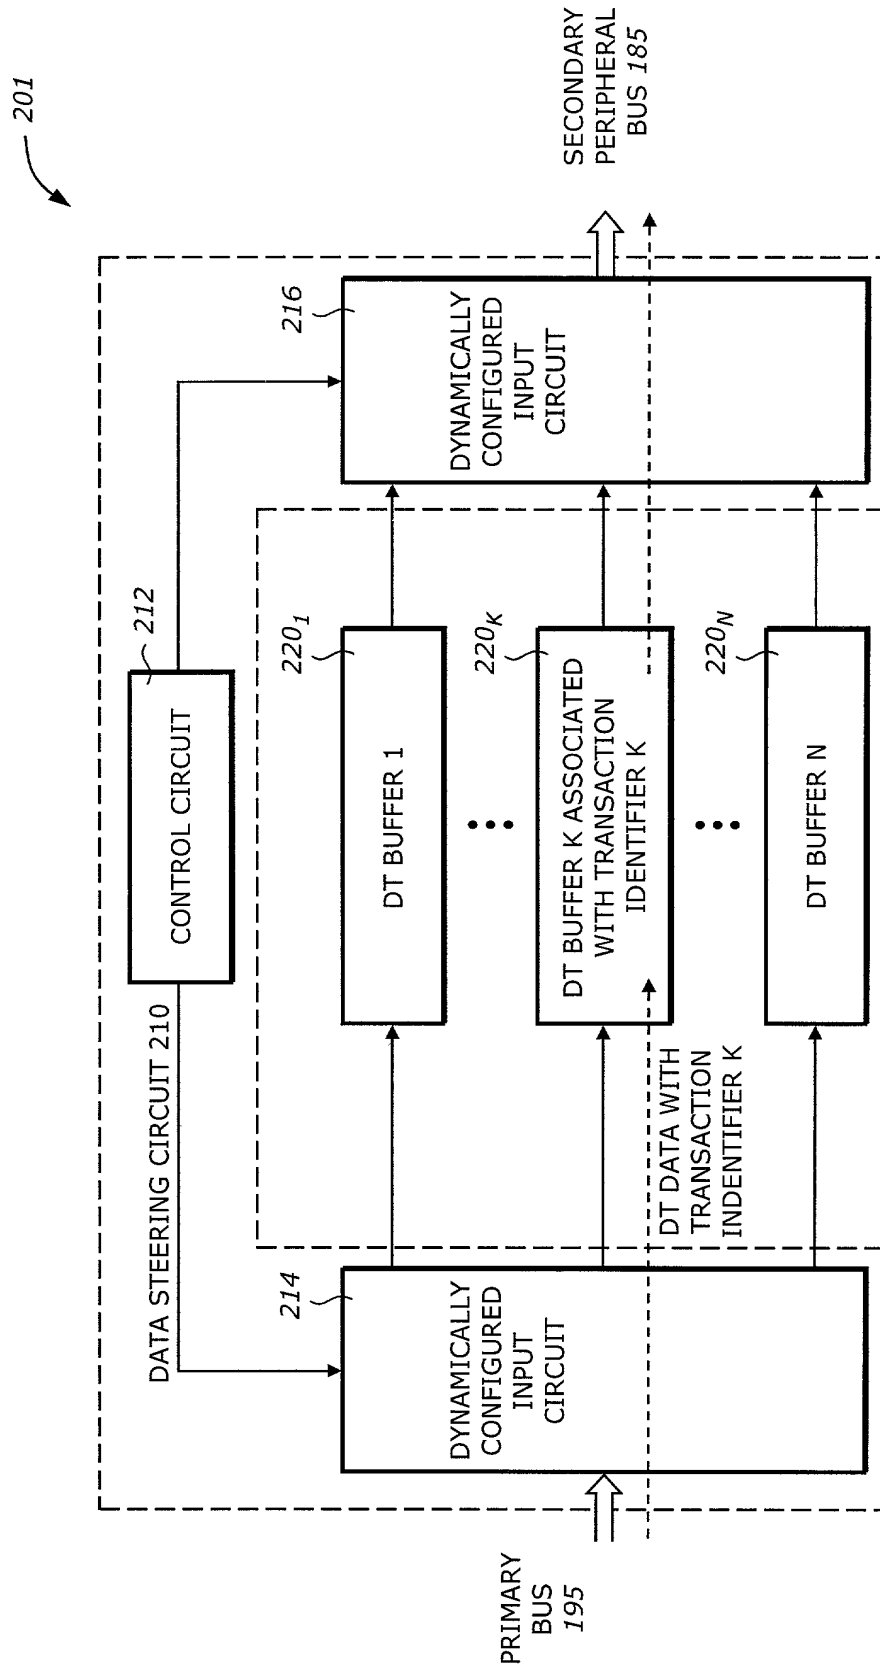 201
DATA STEERING CIRCUIT 210
CONTROL CIRCUIT
212
PRIMARY
BUS
195
214
DYNAMICALLY
CONFIGURED
INPUT
CIRCUIT
220₁
DT BUFFER 1
220K
DT BUFFER K ASSOCIATED
WITH TRANSACTION
IDENTIFIER K
220N
DT BUFFER N
DT DATA WITH
TRANSACTION
INDENTIFIER K
216
DYNAMICALLY
CONFIGURED
INPUT
CIRCUIT
SECONDARY
PERIPHERAL
BUS 185